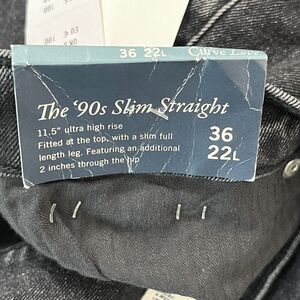 36 22L Curve Love
The '90s Slim Straight
11.5" ultra high rise
Fitted at the top, with a slim full
length leg. Featuring an additional
2 inches through the hip
36
22L